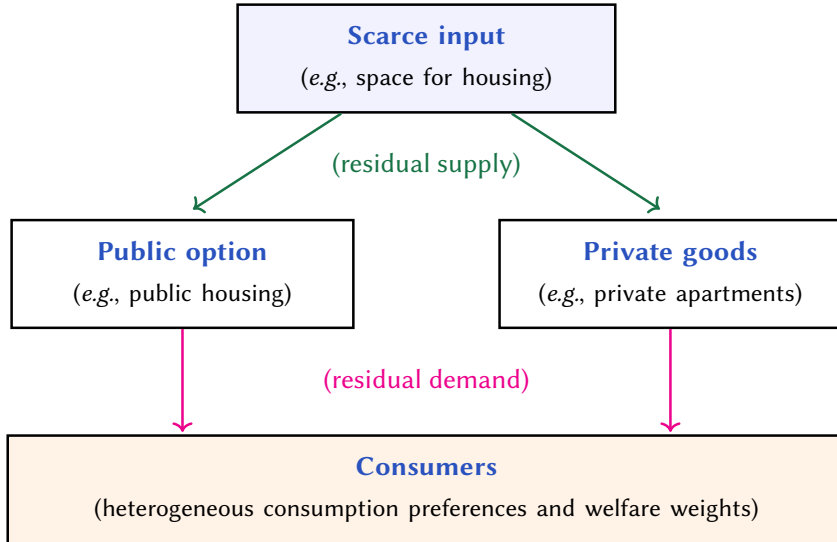 Scarce input
(e.g., space for housing)
(residual supply)
Public option
(e.g., public housing)
Private goods
(e.g., private apartments)
(residual demand)
Consumers
(heterogeneous consumption preferences and welfare weights)